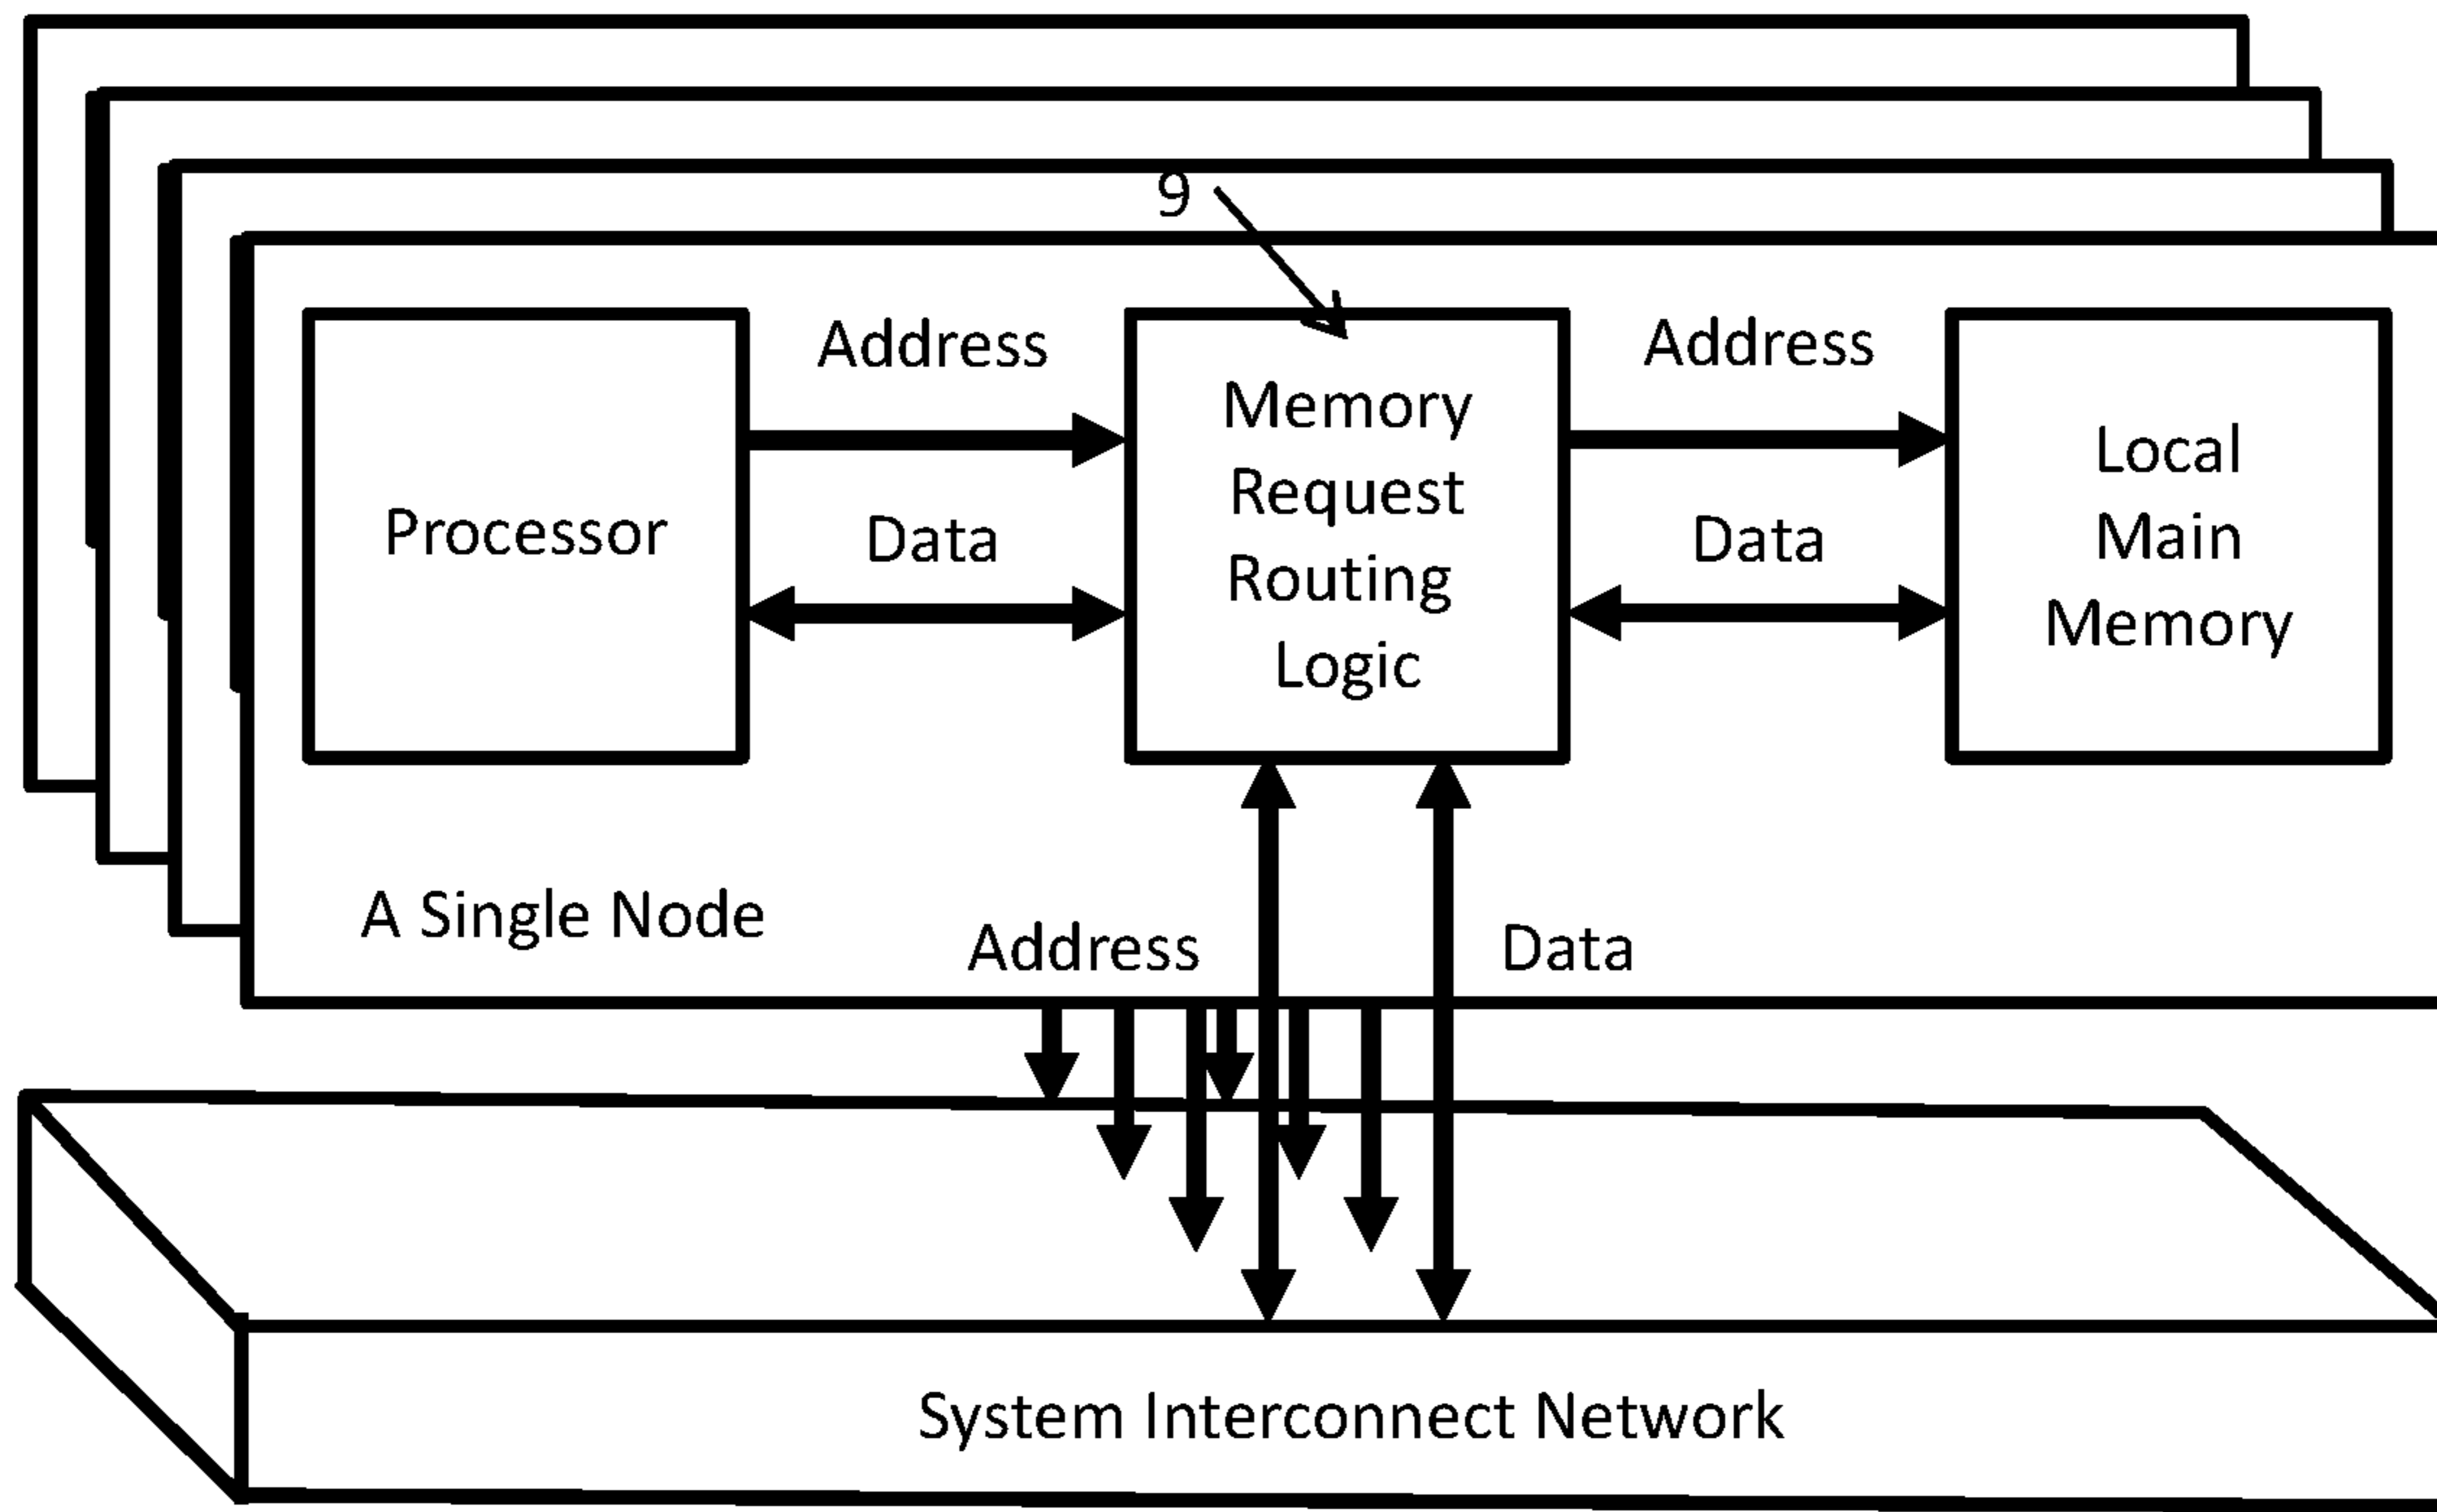 9
Address
Address
Processor
Data
Memory
Request
Routing
Logic
Data
Local
Main
Memory
A Single Node
Address
Data
System Interconnect Network